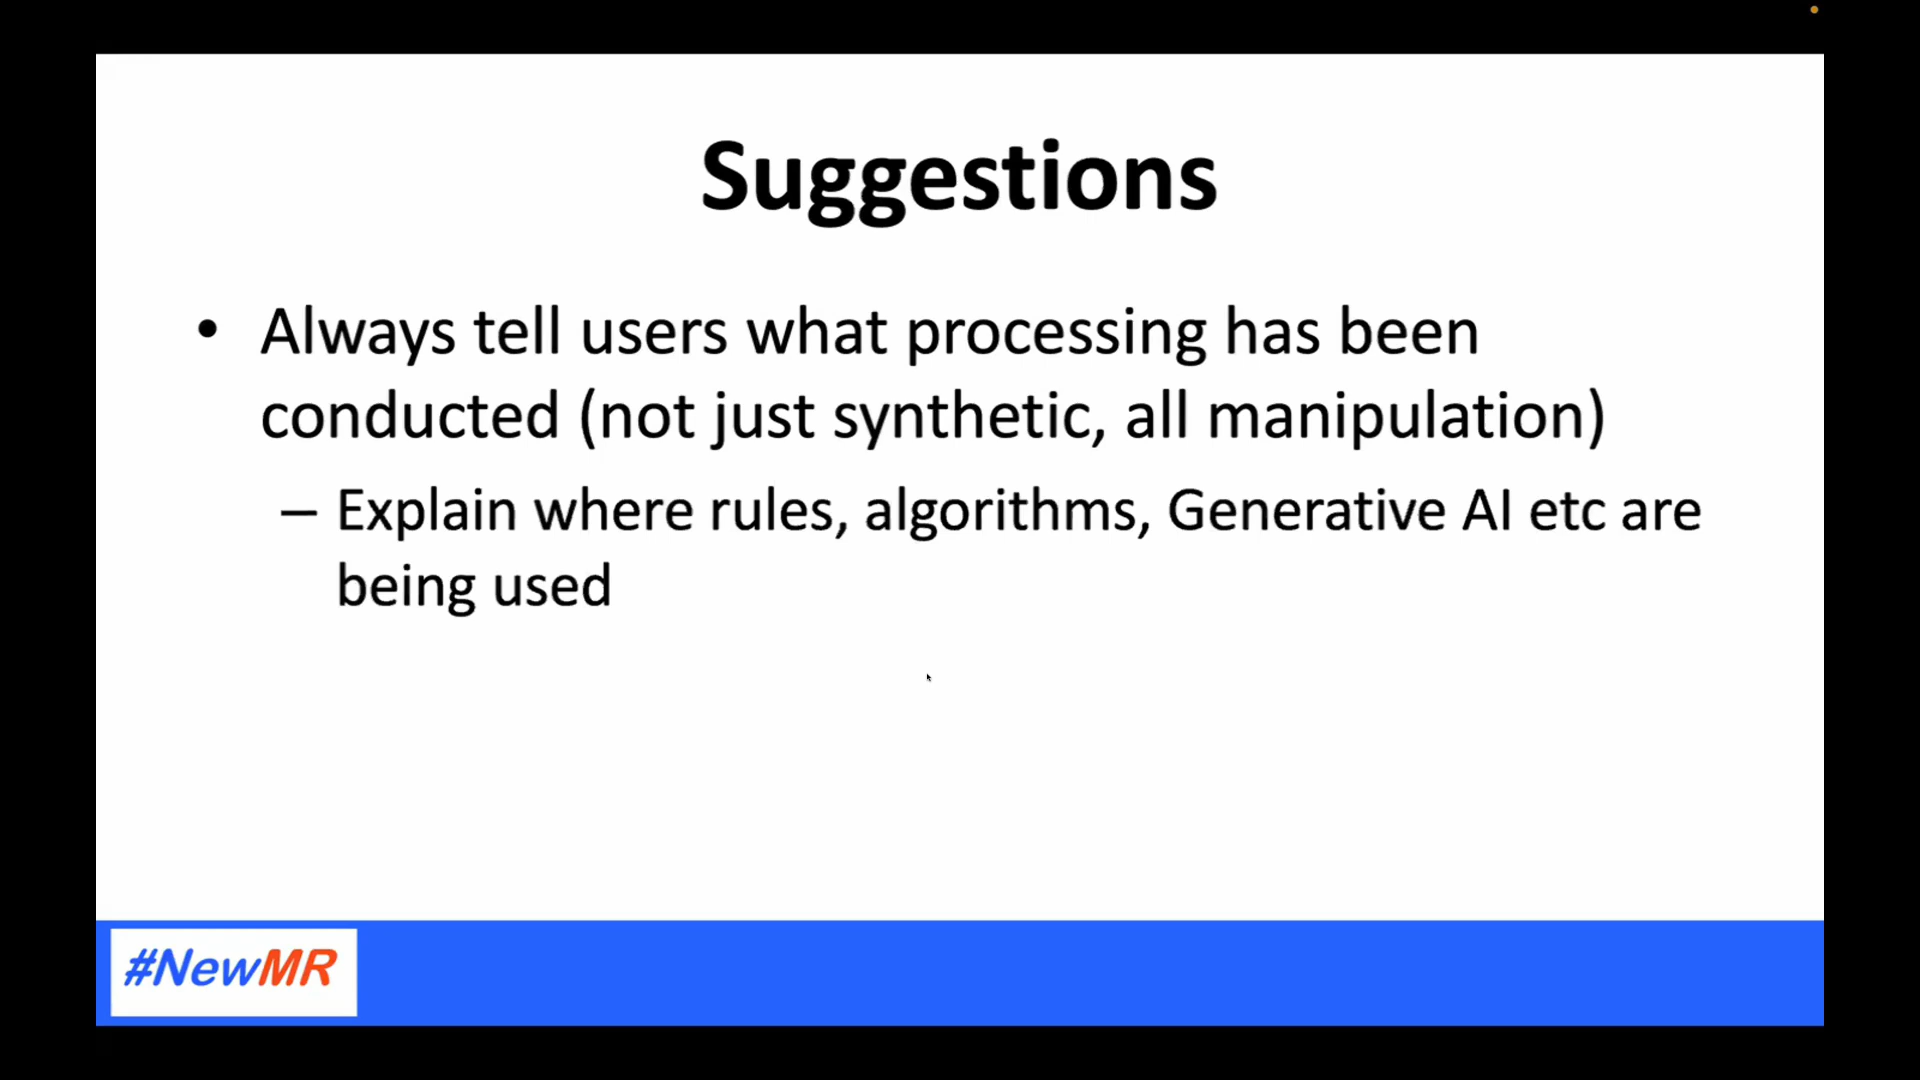 Suggestions
• Always tell users what processing has been
conducted (not just synthetic, all manipulation)
– Explain where rules, algorithms, Generative AI etc are
being used
#NewMR